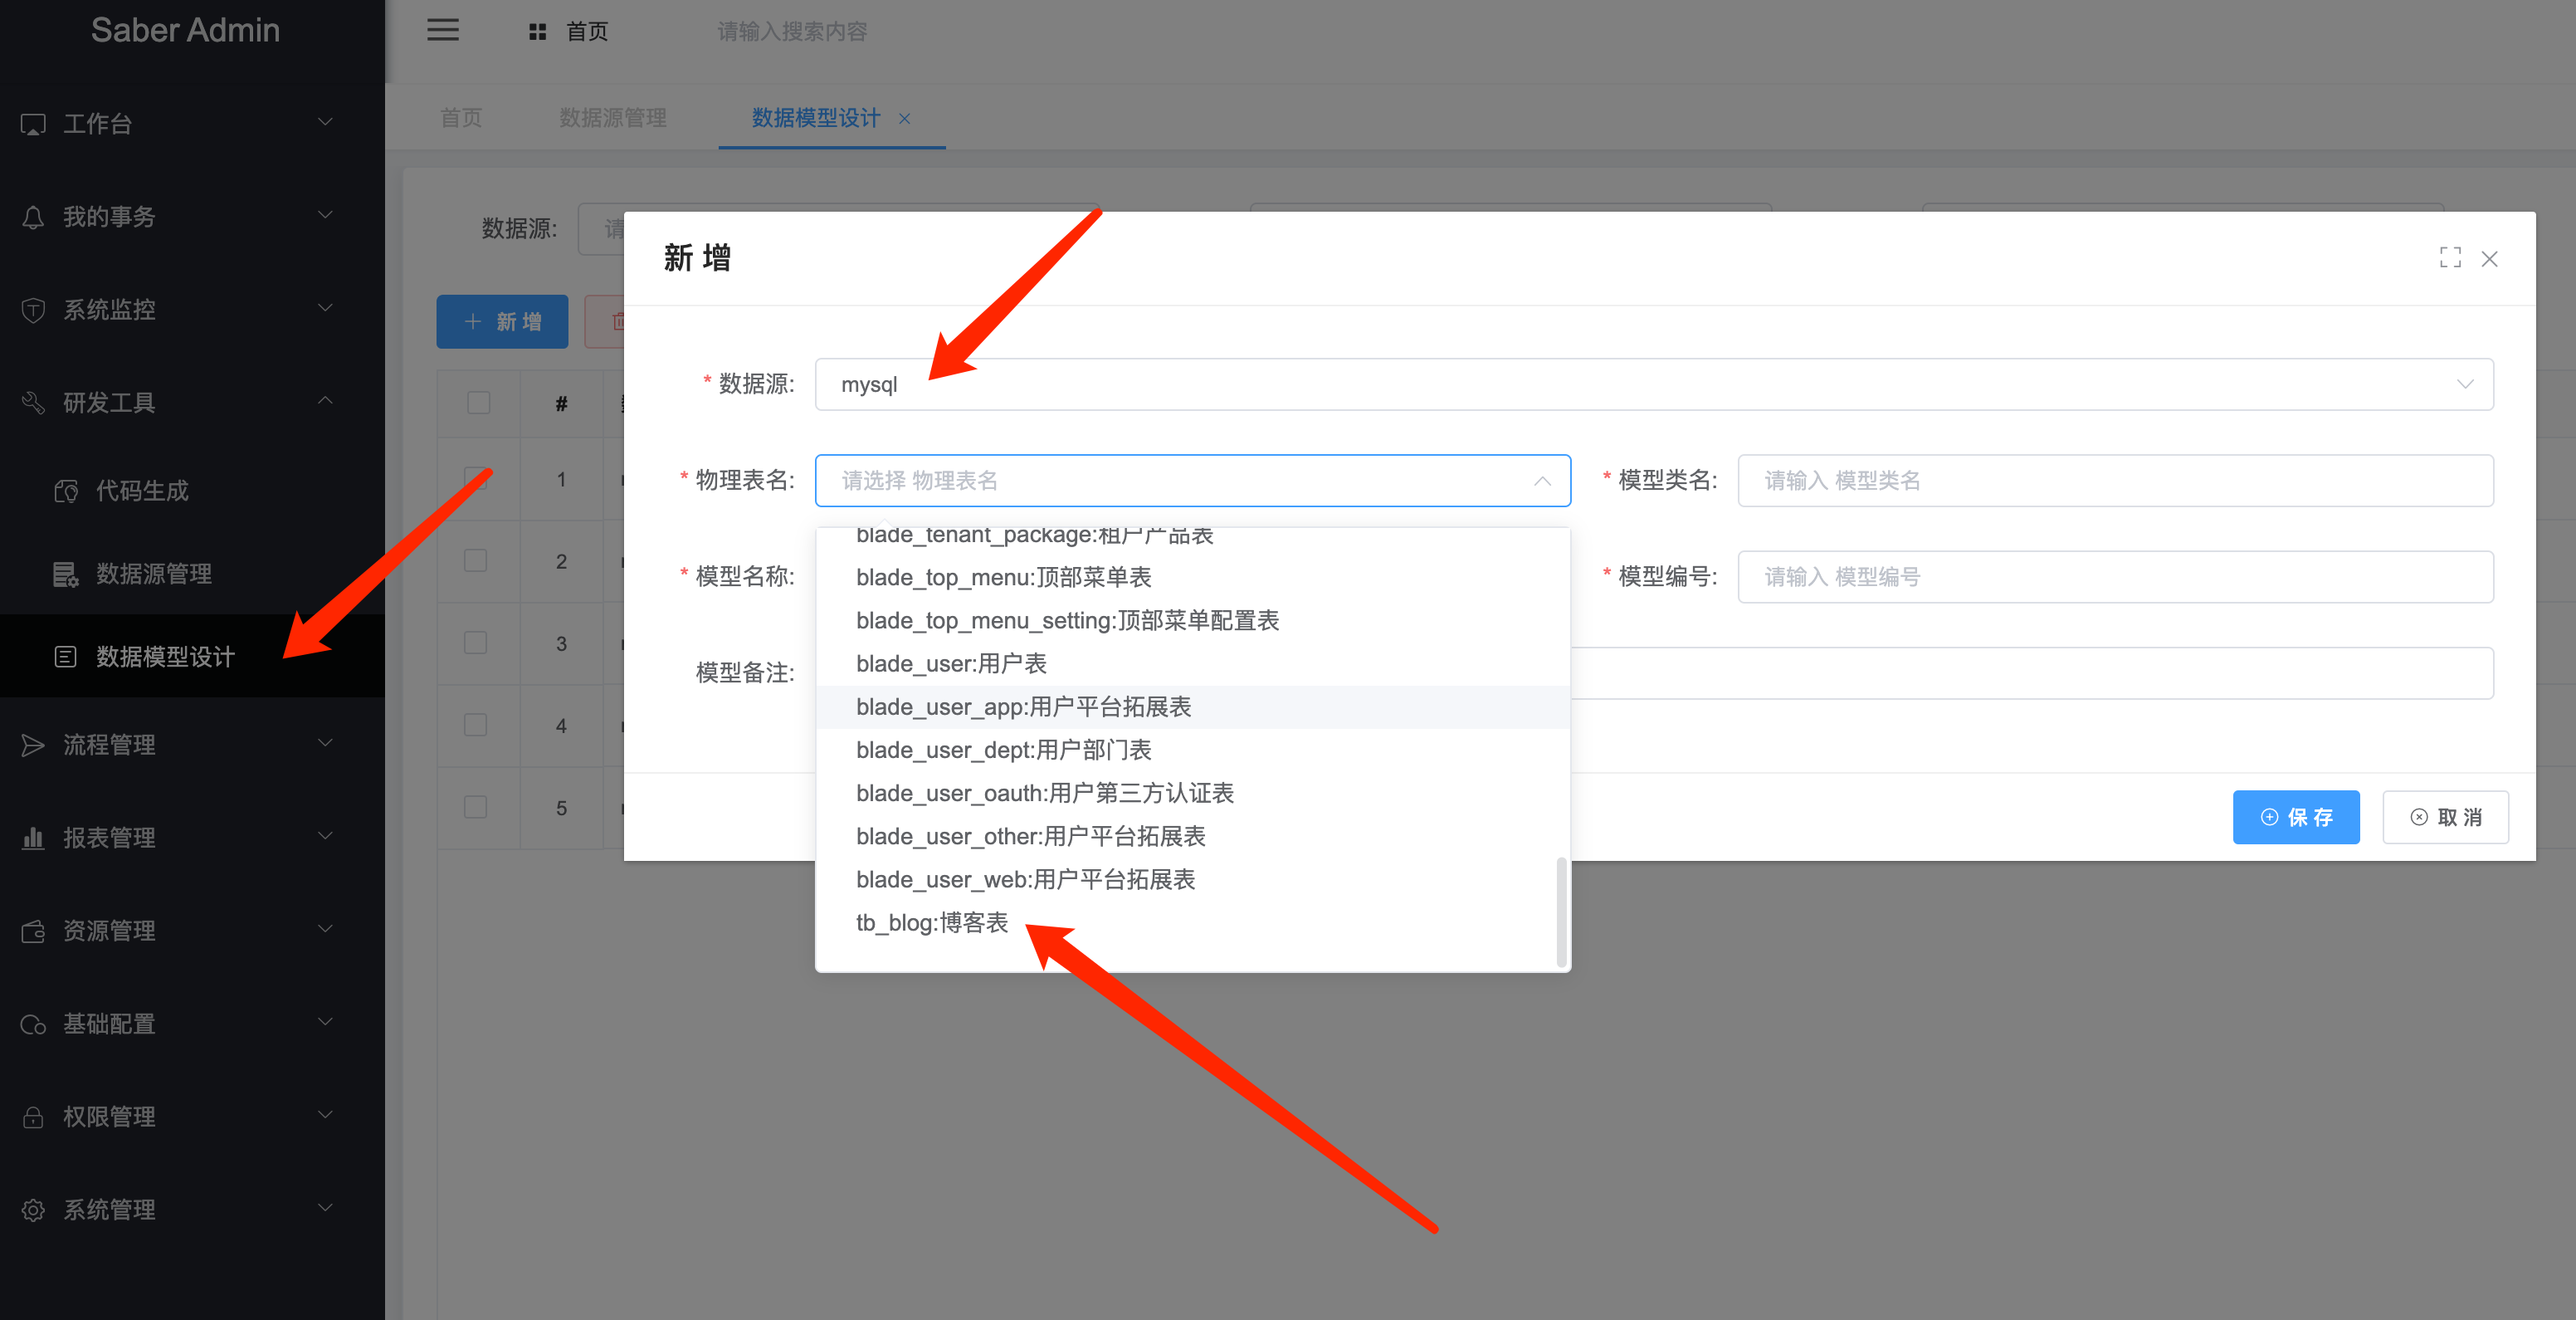 Saber Admin
首页
请输入搜索内容
工作台
我的事务
系统监控
研发工具
代码生成
数据源管理
数据模型设计
流程管理
报表管理
资源管理
基础配置
权限管理
系统管理
首页 数据源管理 数据模型设计 ×
数据源: 请
+ 新 增
#
1
2
3
4
5
新 增
* 数据源: mysql
* 物理表名: 请选择 物理表名
* 模型类名: 请输入 模型类名
* 模型名称:
* 模型编号: 请输入 模型编号
模型备注:
blade_tenant_package:租户产品表
blade_top_menu:顶部菜单表
blade_top_menu_setting:顶部菜单配置表
blade_user:用户表
blade_user_app:用户平台拓展表
blade_user_dept:用户部门表
blade_user_oauth:用户第三方认证表
blade_user_other:用户平台拓展表
blade_user_web:用户平台拓展表
tb_blog:博客表
保 存
取 消